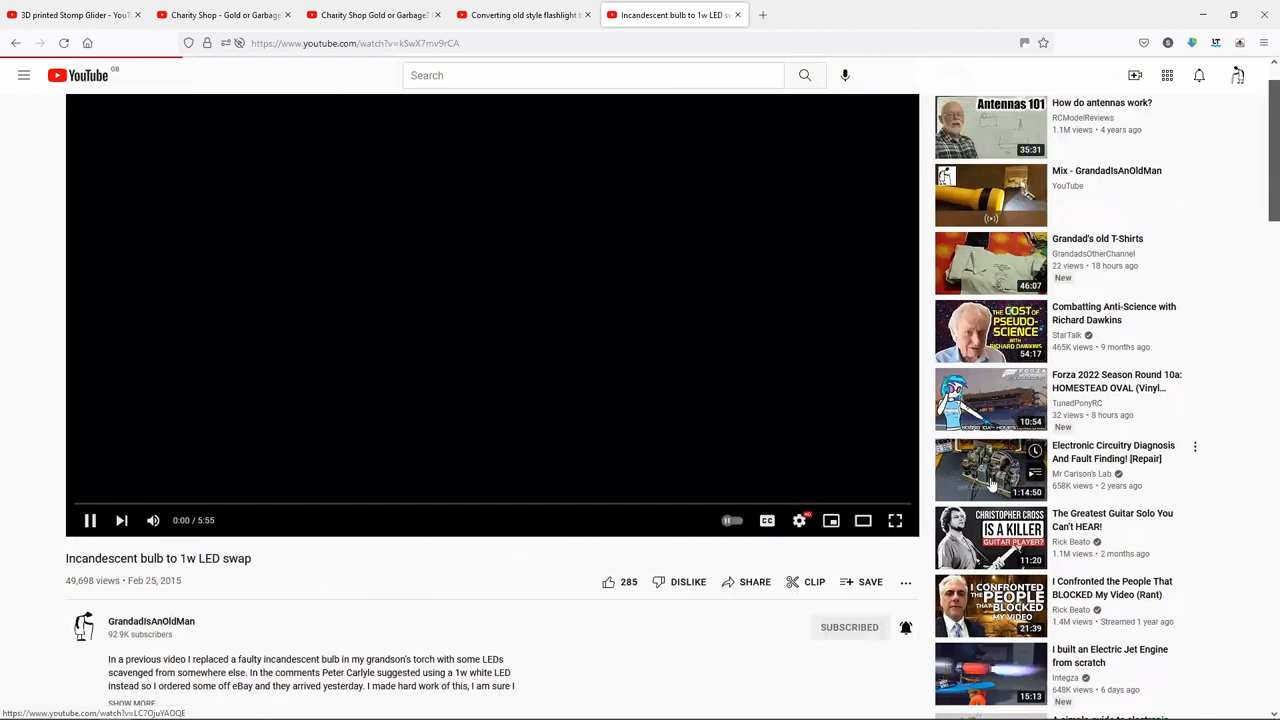 3D printed Stomp Glider - YouT
Charity Shop - Gold or Garbage
Charity Shop Gold or Garbage?
Converting old style flashlight t
Incandescent bulb to 1w LED sw
https://www.youtube.com/watch?v=kSwX7mOtrCA
YouTube GB
Search
How do antennas work?
RCModelReviews
1.1M views • 4 years ago
Antennas 101
35:31
Mix - GrandadIsAnOldMan
YouTube
Grandad's old T-Shirts
GrandadsOtherChannel
22 views • 18 hours ago
New
46:07
Combatting Anti-Science with
Richard Dawkins
StarTalk
465K views • 9 months ago
THE COST OF
PSEUDO-
SCIENCE
WITH
RICHARD DAWKINS
54:17
Forza 2022 Season Round 10a:
HOMESTEAD OVAL (Vinyl...
TunedPonyRC
32 views • 8 hours ago
New
FORZA
10:54
Electronic Circuitry Diagnosis
And Fault Finding! [Repair]
Mr Carlson's Lab
658K views • 2 years ago
1:14:50
The Greatest Guitar Solo You
Can't HEAR!
Rick Beato
1.1M views • 2 months ago
CHRISTOPHER CROSS
IS A KILLER
GUITAR PLAYER?
11:20
I Confronted the People That
BLOCKED My Video (Rant)
Rick Beato
1.4M views • Streamed 1 year ago
I CONFRONTED
THE PEOPLE
THAT BLOCKED
MY VIDEO
21:39
I built an Electric Jet Engine
from scratch
Integza
648K views • 6 days ago
New
15:13
0:00 / 5:55
HD
CC
Incandescent bulb to 1w LED swap
49,698 views • Feb 25, 2015
285
DISLIKE
SHARE
CLIP
SAVE
GrandadIsAnOldMan
92.9K subscribers
SUBSCRIBED
In a previous video I replaced a faulty incandescent bulb in my grandson's torch with some LEDs
scavenged from somewhere else. In the comments Peter Carlyle suggested using a 1w white LED
instead so I ordered some off eBay and they arrived yesterday. I made hard work of this, I am sure I
SHOW MORE
https://www.youtube.com/watch?v=LC7OjuYAOQE